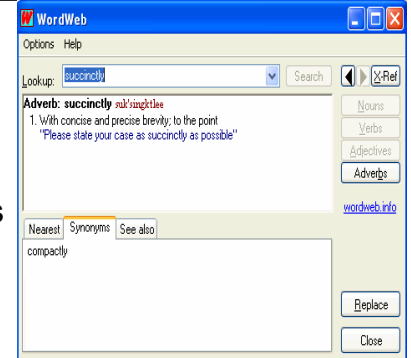 WordWeb
Options Help
Lookup: succinctly Search X-Ref
Adverb: succinctly suk'singktlee
1. With concise and precise brevity; to the point
"Please state your case as succinctly as possible"
Nouns
Verbs
Adjectives
Adverbs
wordweb.info
Nearest Synonyms See also
compactly
Replace
Close
s